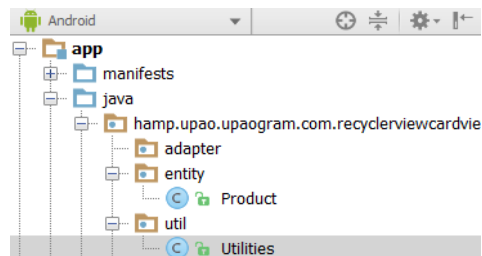 Android
app
manifests
java
hamp.upao.upaogram.com.recyclerviewcardvie
adapter
entity
C Product
util
C Utilities